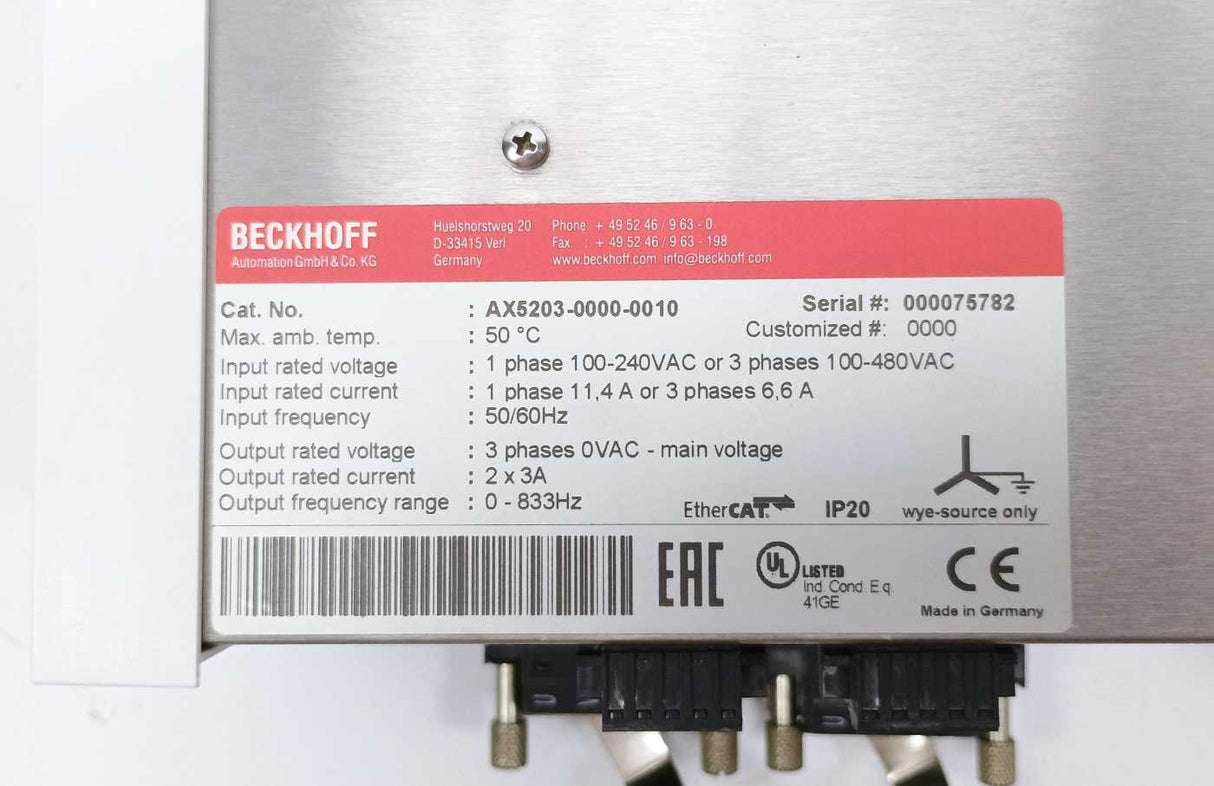 BECKHOFF
Automation GmbH & Co. KG
Huelshorstweg 20
D-33415 Verl
Germany
Phone: + 49 52 46 / 9 63 - 0
Fax : + 49 52 46 / 9 63 - 198
www.beckhoff.com info@beckhoff.com
Cat. No. : AX5203-0000-0010 Serial #: 000075782
Max. amb. temp. : 50 °C Customized #: 0000
Input rated voltage : 1 phase 100-240VAC or 3 phases 100-480VAC
Input rated current : 1 phase 11,4 A or 3 phases 6,6 A
Input frequency : 50/60Hz
Output rated voltage : 3 phases 0VAC - main voltage
Output rated current : 2 x 3A
Output frequency range : 0 - 833Hz
EtherCAT. IP20 wye-source only
EAC
UL
LISTED
Ind. Cond. E.q.
41GE
CE
Made in Germany